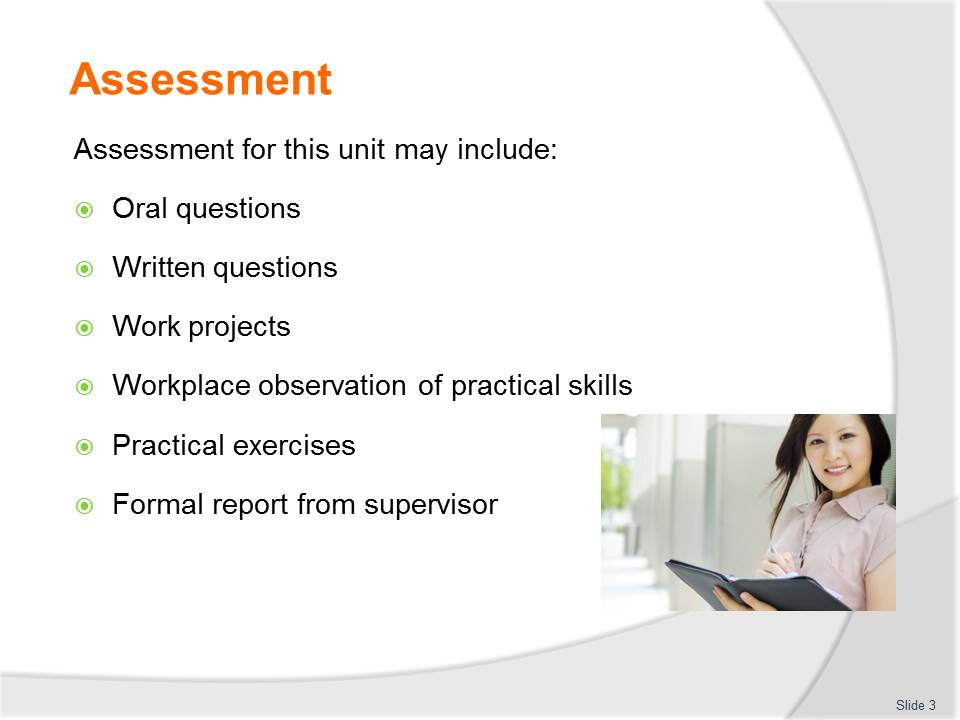 Assessment
Assessment for this unit may include:
Oral questions
Written questions
Work projects
Workplace observation of practical skills
Practical exercises
Formal report from supervisor
Slide 3